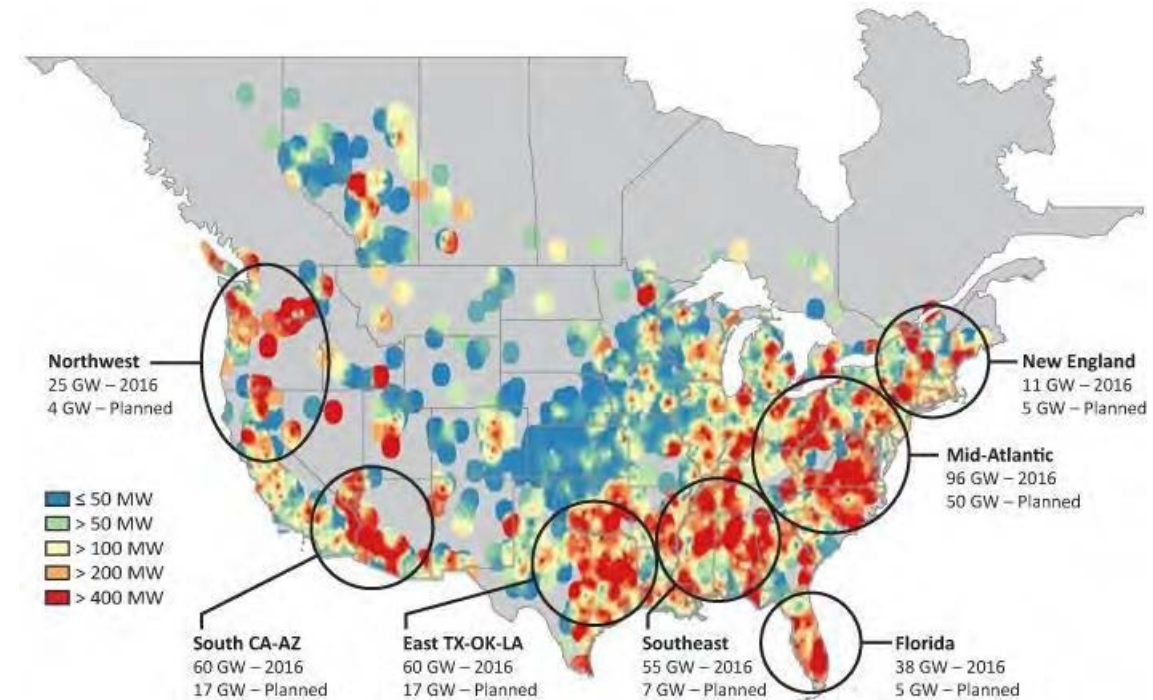 Northwest
25 GW – 2016
4 GW – Planned
New England
11 GW – 2016
5 GW – Planned
Mid-Atlantic
96 GW – 2016
50 GW – Planned
≤ 50 MW
> 50 MW
> 100 MW
> 200 MW
> 400 MW
South CA-AZ
60 GW – 2016
17 GW – Planned
East TX-OK-LA
60 GW – 2016
17 GW – Planned
Southeast
55 GW – 2016
7 GW – Planned
Florida
38 GW – 2016
5 GW – Planned